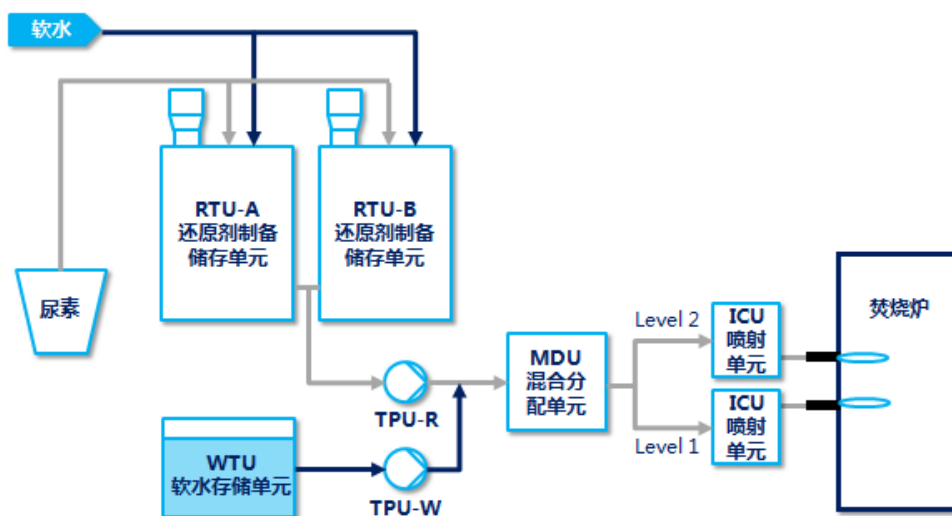 软水
RTU-A
还原剂制备
储存单元
RTU-B
还原剂制备
储存单元
尿素
焚烧炉
Level 2
ICU
喷射
单元
MDU
混合分
配单元
TPU-R
Level 1
ICU
喷射
单元
WTU
软水存储单元
TPU-W